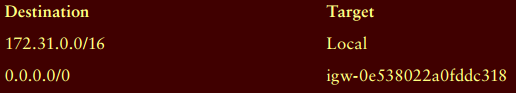 Destination Target
172.31.0.0/16 Local
0.0.0.0/0 igw-0e538022a0fddc318